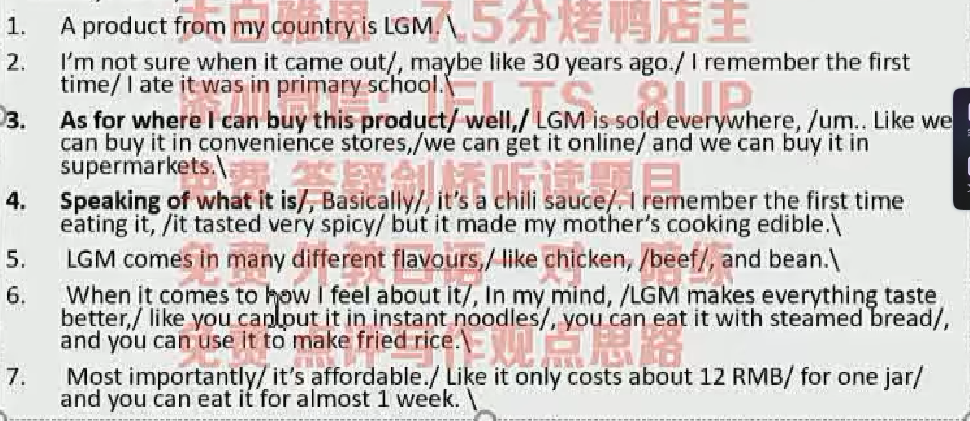 大白雅思 7.5分烤鸭店主
1. A product from my country is LGM. \
2. I'm not sure when it came out/, maybe like 30 years ago./ I remember the first
time/ I ate it was in primary school.\
添加微信: IELTS_8UP
3. As for where I can buy this product/ well,/ LGM is sold everywhere, /um.. Like we
can buy it in convenience stores,/we can get it online/ and we can buy it in
supermarkets.\
免费 答疑剑桥听读题目
4. Speaking of what it is/, Basically/, it's a chili sauce/. I remember the first time
eating it, /it tasted very spicy/ but it made my mother's cooking edible.\
免费 外教口语一对一陪练
5. LGM comes in many different flavours,/ like chicken, /beef/, and bean.\
6. When it comes to how I feel about it/, In my mind, /LGM makes everything taste
better,/ like you can put it in instant noodles/, you can eat it with steamed bread/,
and you can use it to make fried rice.\
免费 点评写作观点思路
7. Most importantly/ it's affordable./ Like it only costs about 12 RMB/ for one jar/
and you can eat it for almost 1 week. \